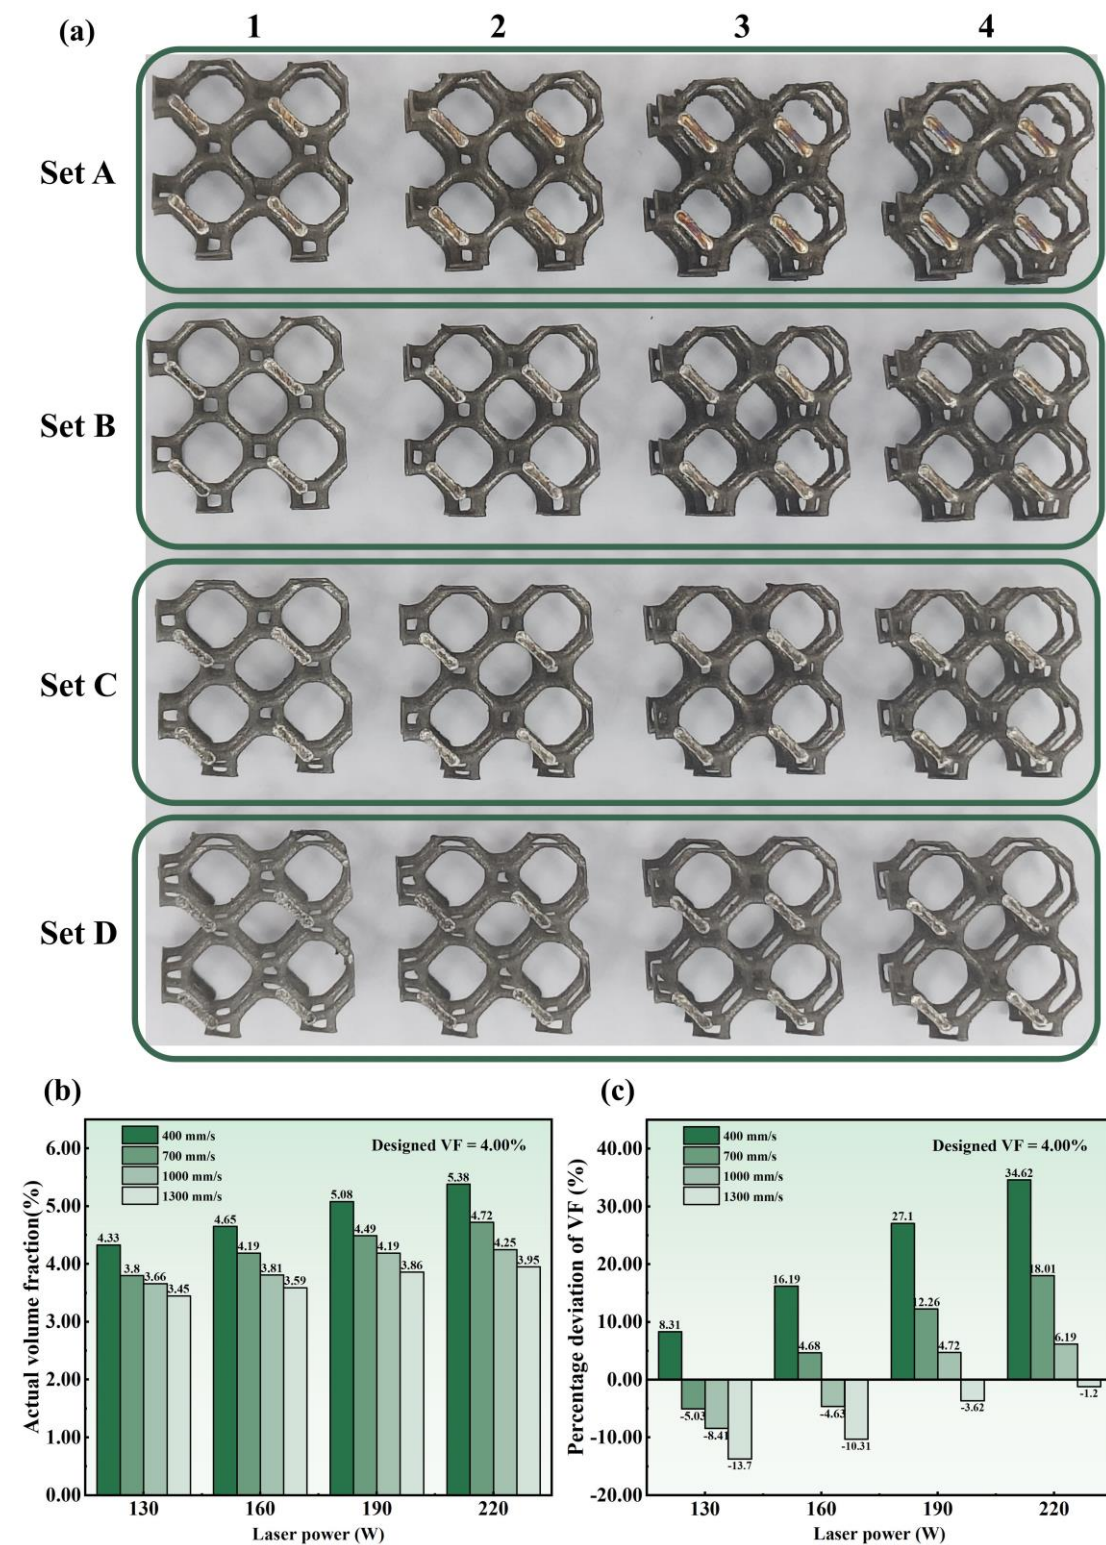 (a)
1 2 3 4
Set A
Set B
Set C
Set D
(b)
400 mm/s
700 mm/s
1000 mm/s
1300 mm/s
Designed VF = 4.00%
Actual volume fraction(%)
6.00
5.00
4.00
3.00
2.00
1.00
0.00
4.33 3.8 3.66 3.45
4.65 4.19 3.81 3.59
5.08 4.49 4.19 3.86
5.38 4.72 4.25 3.95
130 160 190 220
Laser power (W)
(c)
400 mm/s
700 mm/s
1000 mm/s
1300 mm/s
Designed VF = 4.00%
Percentage deviation of VF (%)
40.00
30.00
20.00
10.00
0.00
-10.00
-20.00
8.31 -5.03 -8.41 -13.7
16.19 4.68 -4.63 -10.31
27.1 12.26 4.72 -3.62
34.62 18.01 6.19 -1.2
130 160 190 220
Laser power (W)